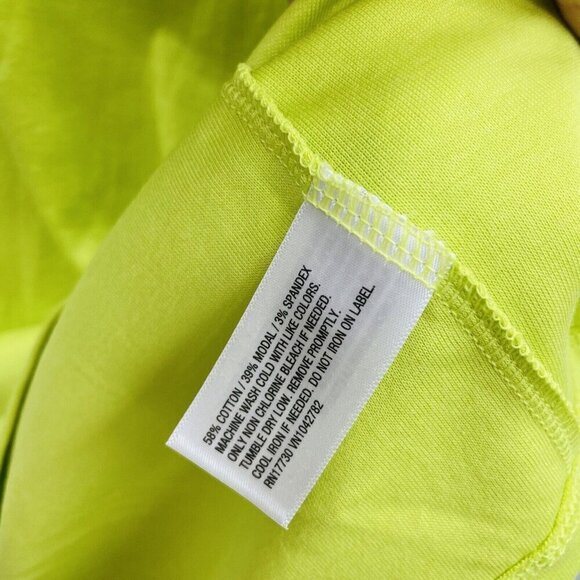 58% COTTON / 39% MODAL / 3% SPANDEX
MACHINE WASH COLD WITH LIKE COLORS.
ONLY NON CHLORINE BLEACH IF NEEDED.
TUMBLE DRY LOW. REMOVE PROMPTLY.
COOL IRON IF NEEDED. DO NOT IRON ON LABEL.
RN17730 VN1042782